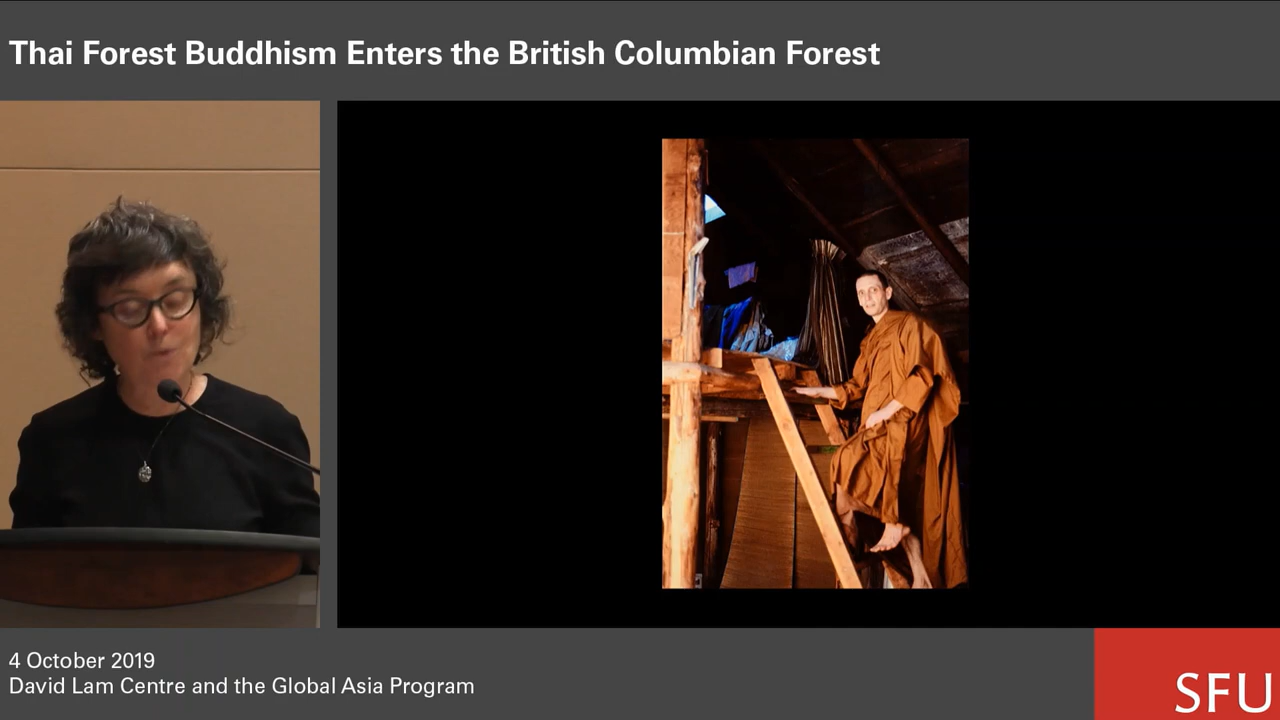 Thai Forest Buddhism Enters the British Columbian Forest
4 October 2019
David Lam Centre and the Global Asia Program
SFU